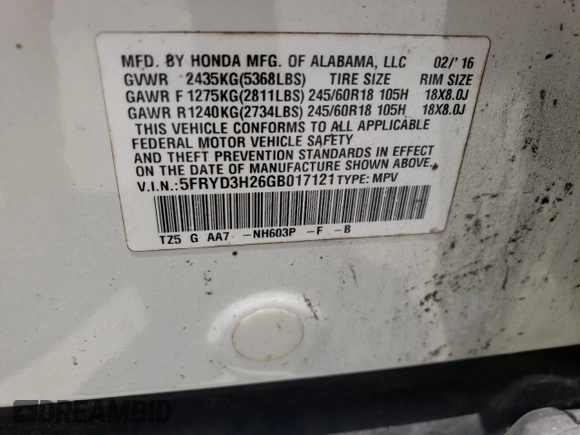 MFD. BY HONDA MFG. OF ALABAMA, LLC 02/'16
GVWR 2435KG(5368LBS) TIRE SIZE RIM SIZE
GAWR F 1275KG(2811LBS) 245/60R18 105H 18X8.0J
GAWR R1240KG(2734LBS) 245/60R18 105H 18X8.0J
THIS VEHICLE CONFORMS TO ALL APPLICABLE
FEDERAL MOTOR VEHICLE SAFETY
AND THEFT PREVENTION STANDARDS IN EFFECT
ON THE DATE OF MANUFACTURE SHOWN ABOVE.
V.I.N.:5FRYD3H26GB017121 TYPE: MPV
TZ5 G AA7 -NH603P -F -B
DREAMBID